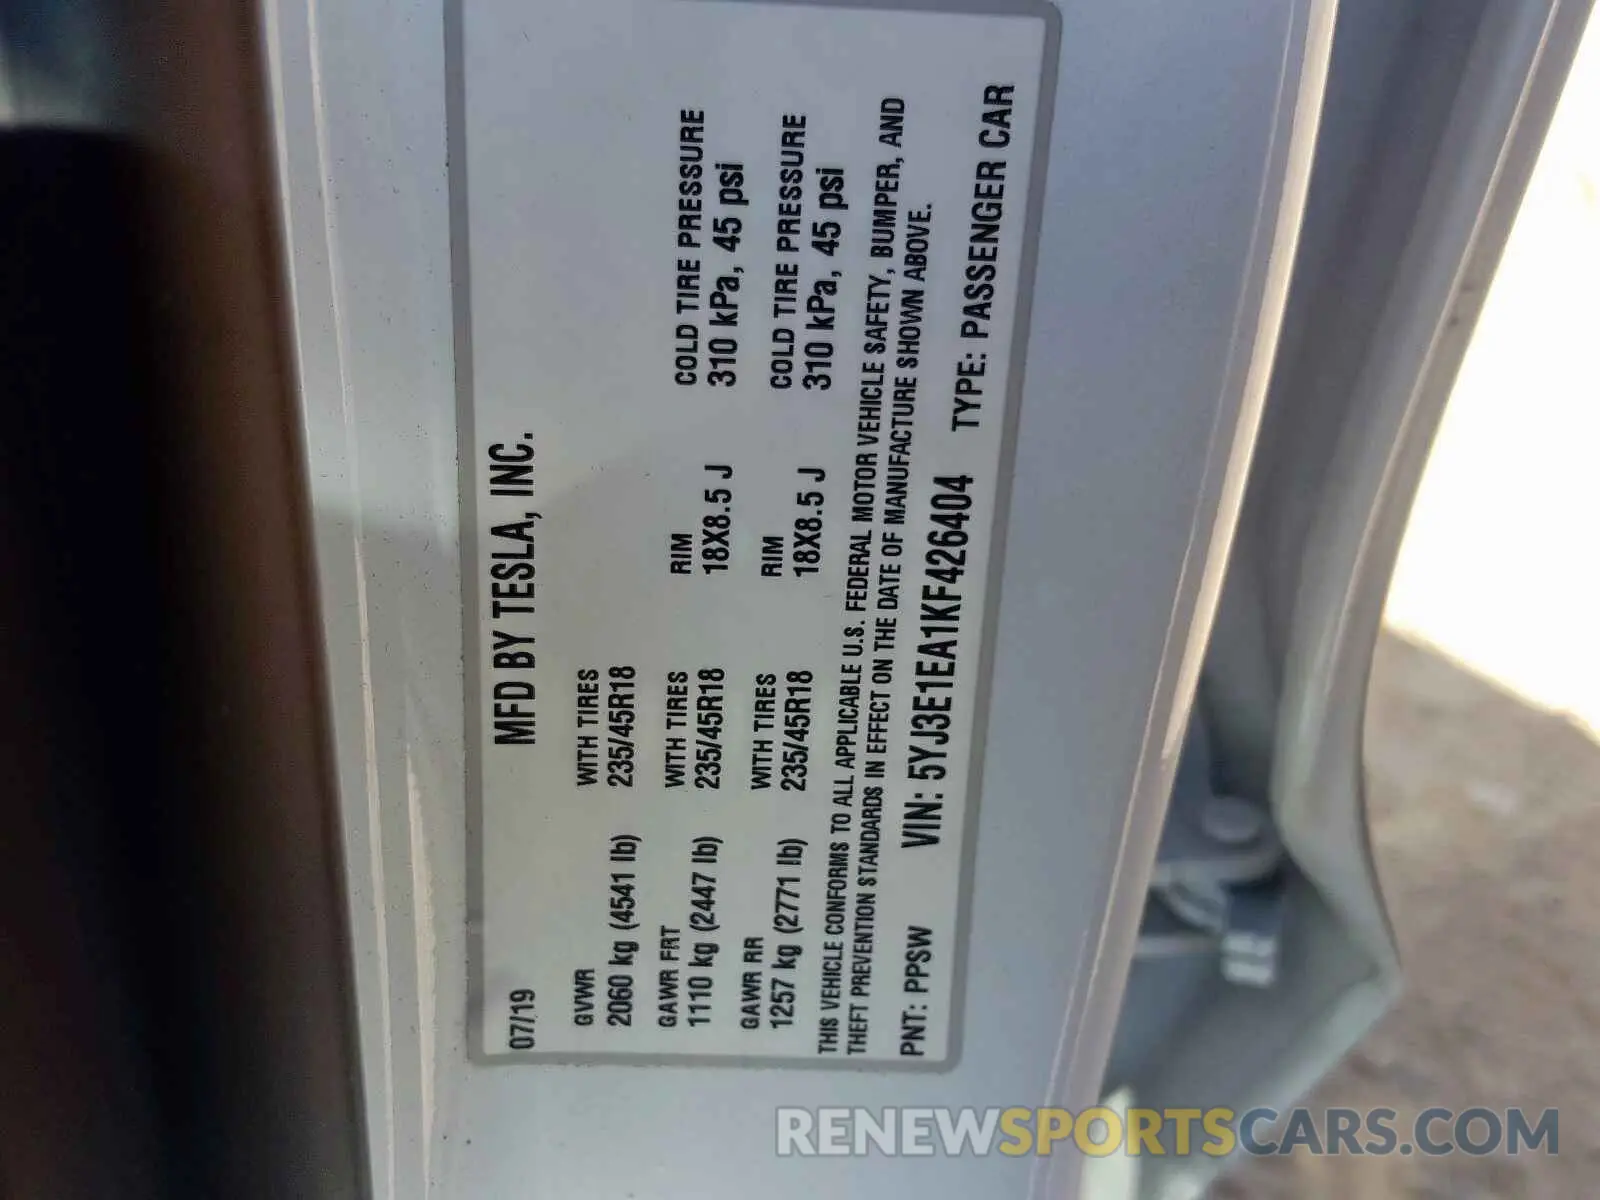 MFD BY TESLA, INC.
07/19
GVWR WITH TIRES
2060 kg (4541 lb) 235/45R18
GAWR FRT WITH TIRES RIM COLD TIRE PRESSURE
1110 kg (2447 lb) 235/45R18 18X8.5 J 310 kPa, 45 psi
GAWR RR WITH TIRES RIM COLD TIRE PRESSURE
1257 kg (2771 lb) 235/45R18 18X8.5 J 310 kPa, 45 psi
THIS VEHICLE CONFORMS TO ALL APPLICABLE U.S. FEDERAL MOTOR VEHICLE SAFETY, BUMPER, AND
THEFT PREVENTION STANDARDS IN EFFECT ON THE DATE OF MANUFACTURE SHOWN ABOVE.
PNT: PPSW VIN: 5YJ3E1EA1KF426404 TYPE: PASSENGER CAR
RENEWSPORTSCARS.COM